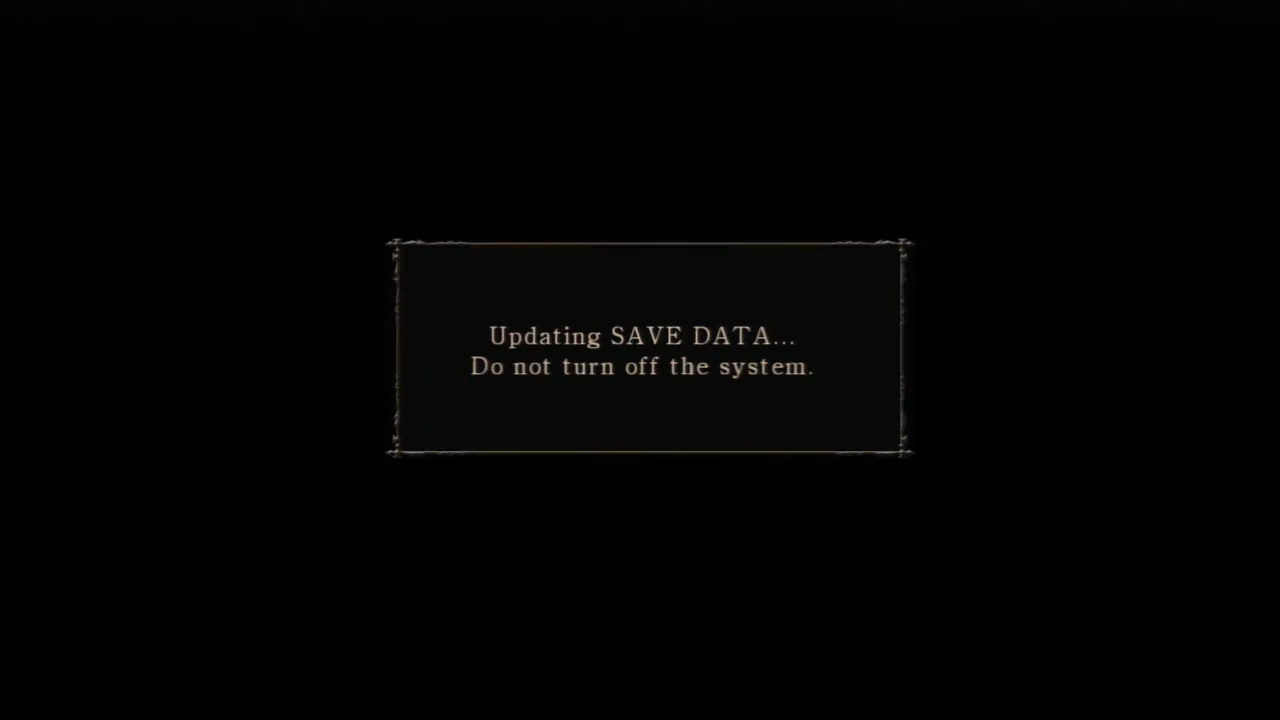 Updating SAVE DATA...
Do not turn off the system.